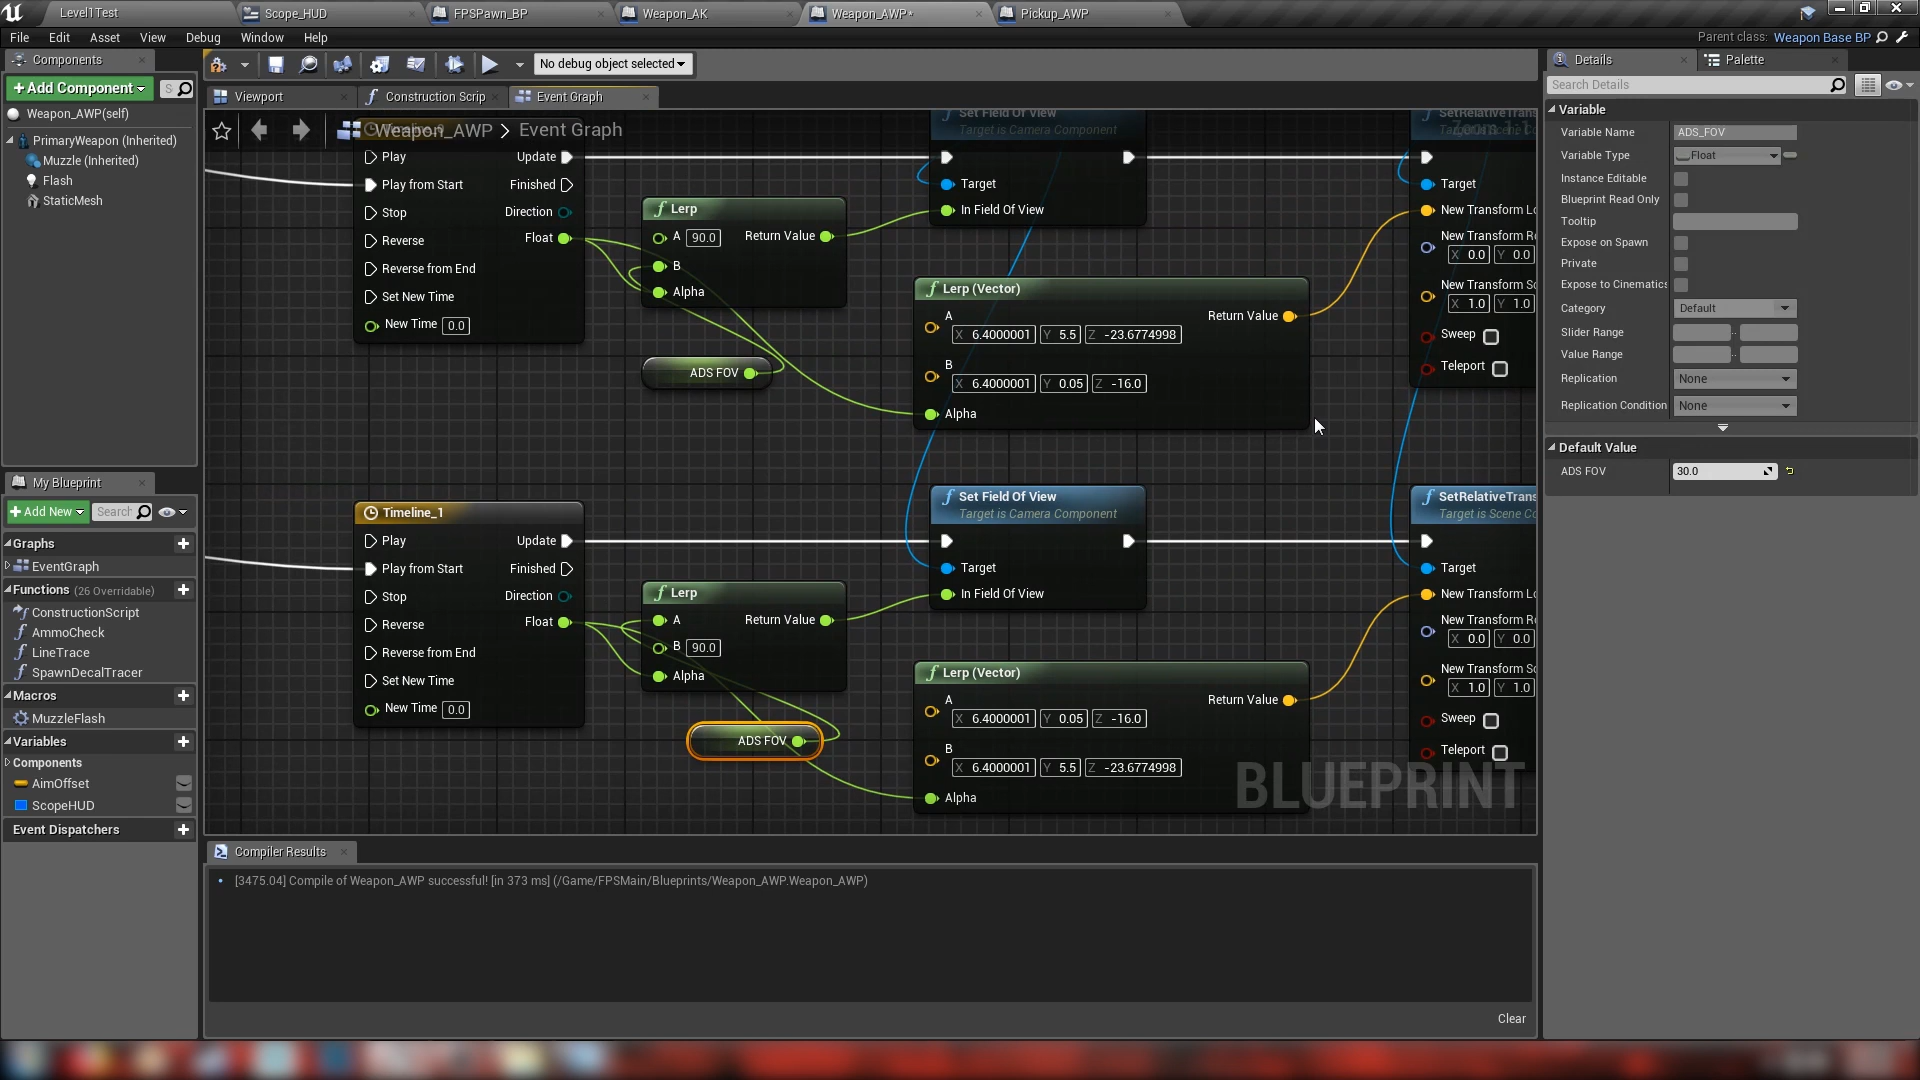 Level1Test
Scope_HUD
FPSPawn_BP
Weapon_AK
Weapon_AWP*
Pickup_AWP
File Edit Asset View Debug Window Help
Parent class: Weapon Base BP
Components
+Add Component
S
Weapon_AWP(self)
PrimaryWeapon (Inherited)
Muzzle (Inherited)
Flash
StaticMesh
My Blueprint
+Add New
Search
Graphs
EventGraph
Functions (26 Overridable)
ConstructionScript
AmmoCheck
LineTrace
SpawnDecalTracer
Macros
MuzzleFlash
Variables
Components
AimOffset
ScopeHUD
Event Dispatchers
No debug object selected
Viewport
Construction Scrip
Event Graph
Weapon_AWP > Event Graph
Play Update
Play from Start Finished
Stop Direction
Reverse Float
Reverse from End
Set New Time
New Time 0.0
Lerp
A 90.0 Return Value
B
Alpha
ADS FOV
Set Field Of View
Target is Camera Component
Target
In Field Of View
Lerp (Vector)
A Return Value
X 6.4000001 Y 5.5 Z -23.6774998
B
X 6.4000001 Y 0.05 Z -16.0
Alpha
SetRelativeTrans
Target
New Transform Lo
New Transform Ro
X 0.0 Y 0.0
New Transform Sc
X 1.0 Y 1.0
Sweep
Teleport
Timeline_1
Play Update
Play from Start Finished
Stop Direction
Reverse Float
Reverse from End
Set New Time
New Time 0.0
Lerp
A Return Value
B 90.0
Alpha
ADS FOV
Set Field Of View
Target is Camera Component
Target
In Field Of View
Lerp (Vector)
A Return Value
X 6.4000001 Y 0.05 Z -16.0
B
X 6.4000001 Y 5.5 Z -23.6774998
Alpha
SetRelativeTrans
Target is Scene Co
Target
New Transform Lo
New Transform Ro
X 0.0 Y 0.0
New Transform Sc
X 1.0 Y 1.0
Sweep
Teleport
BLUEPRINT
Compiler Results
[3475.04] Compile of Weapon_AWP successful! [in 373 ms] (/Game/FPSMain/Blueprints/Weapon_AWP.Weapon_AWP)
Clear
Details
Palette
Search Details
Variable
Variable Name ADS_FOV
Variable Type Float
Instance Editable
Blueprint Read Only
Tooltip
Expose on Spawn
Private
Expose to Cinematics
Category Default
Slider Range
Value Range
Replication None
Replication Condition None
Default Value
ADS FOV 30.0